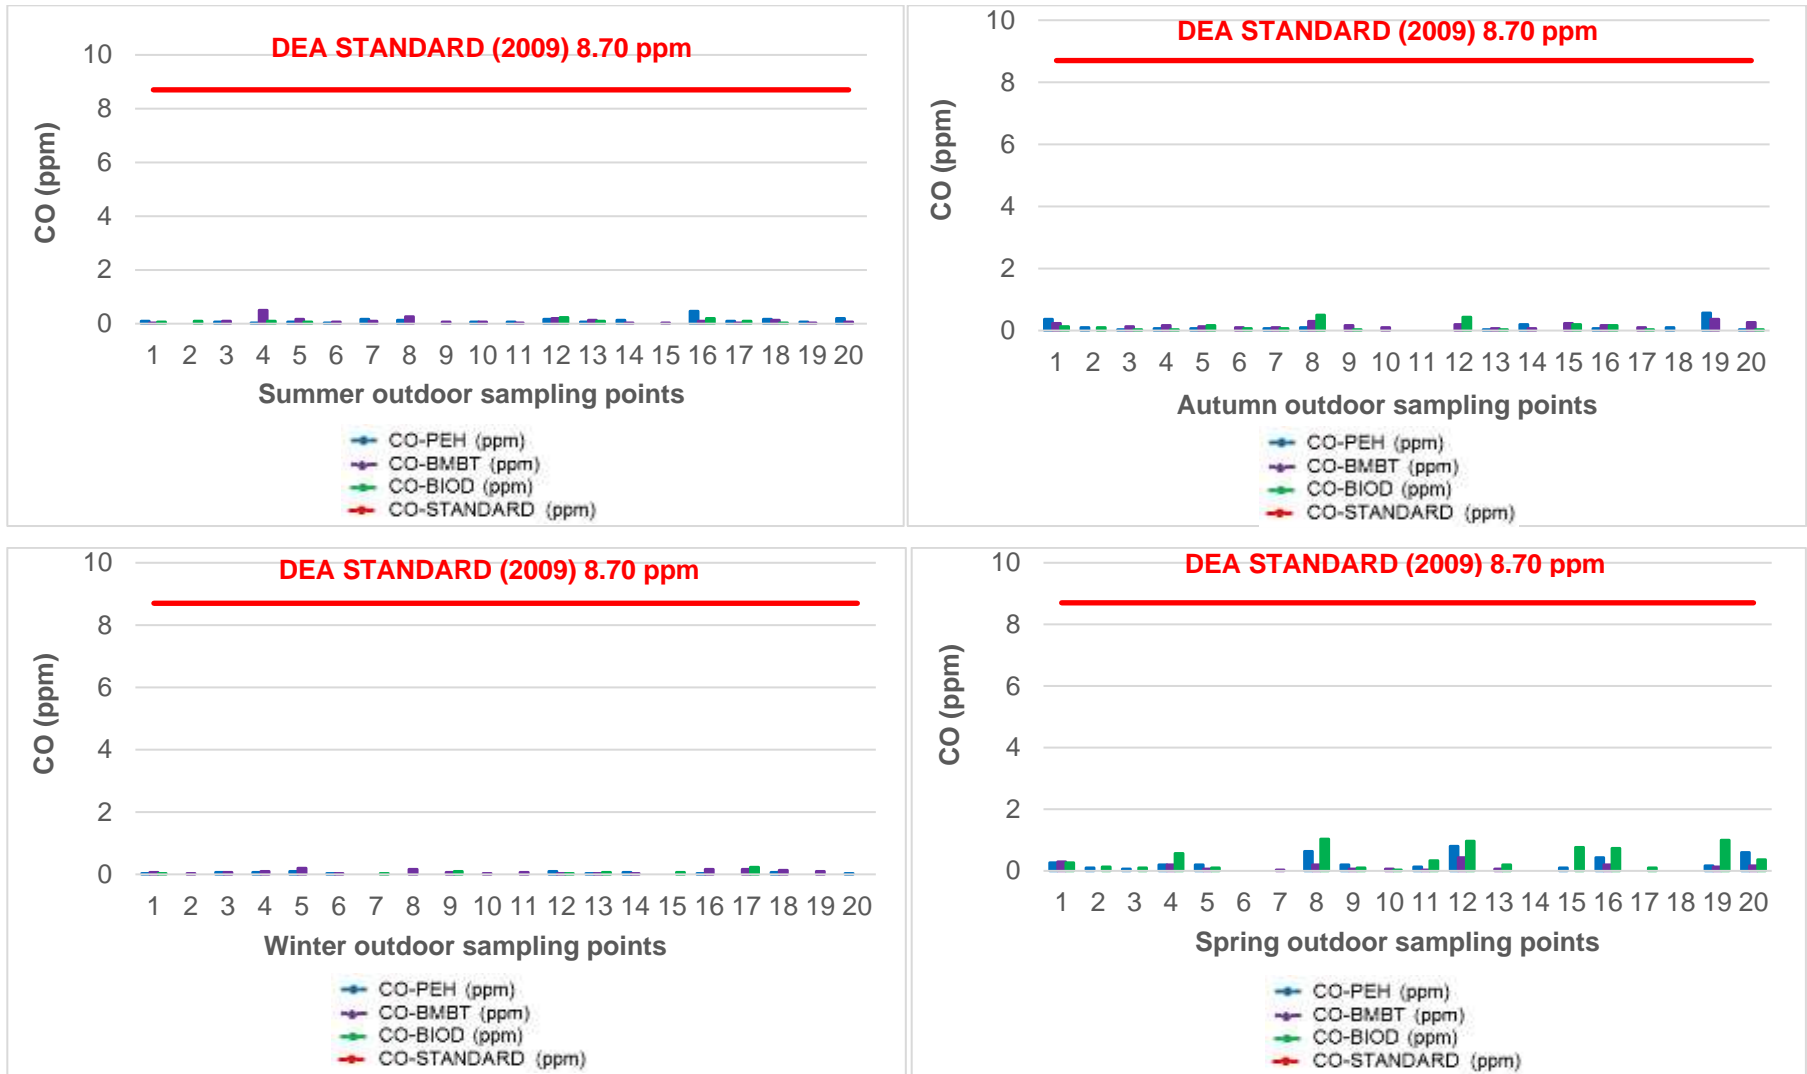 DEA STANDARD (2009) 8.70 ppm
10
8
6
4
2
0
CO (ppm)
1 2 3 4 5 6 7 8 9 10 11 12 13 14 15 16 17 18 19 20
Summer outdoor sampling points
CO-PEH (ppm)
CO-BMBT (ppm)
CO-BIOD (ppm)
CO-STANDARD (ppm)
DEA STANDARD (2009) 8.70 ppm
10
8
6
4
2
0
CO (ppm)
1 2 3 4 5 6 7 8 9 10 11 12 13 14 15 16 17 18 19 20
Autumn outdoor sampling points
CO-PEH (ppm)
CO-BMBT (ppm)
CO-BIOD (ppm)
CO-STANDARD (ppm)
DEA STANDARD (2009) 8.70 ppm
10
8
6
4
2
0
CO (ppm)
1 2 3 4 5 6 7 8 9 10 11 12 13 14 15 16 17 18 19 20
Winter outdoor sampling points
CO-PEH (ppm)
CO-BMBT (ppm)
CO-BIOD (ppm)
CO-STANDARD (ppm)
DEA STANDARD (2009) 8.70 ppm
10
8
6
4
2
0
CO (ppm)
1 2 3 4 5 6 7 8 9 10 11 12 13 14 15 16 17 18 19 20
Spring outdoor sampling points
CO-PEH (ppm)
CO-BMBT (ppm)
CO-BIOD (ppm)
CO-STANDARD (ppm)